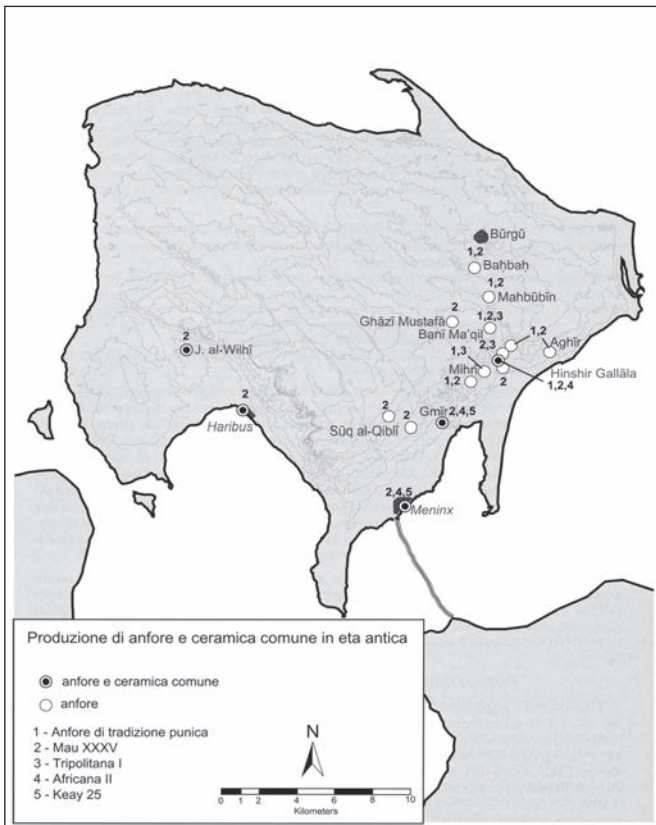 Būrgū
1,2
Baḥbaḥ
1,2
Mahbūbīn
2
Ghāzī Mustafā
1,2,3
Banī Ma'qil
1,2
2,3
Aghīr
2
J. al-Wilhī
1,3
Mihri
Hinshir Gallāla
2
1,2
1,2,4
2
Haribus
2
2
Gmīr
2,4,5
Sūq al-Qiblī
2,4,5
Meninx
Produzione di anfore e ceramica comune in eta antica
anfore e ceramica comune
anfore
1 - Anfore di tradizione punica
2 - Mau XXXV
3 - Tripolitana I
4 - Africana II
5 - Keay 25
N
0 1 2 4 6 8 10
Kilometers